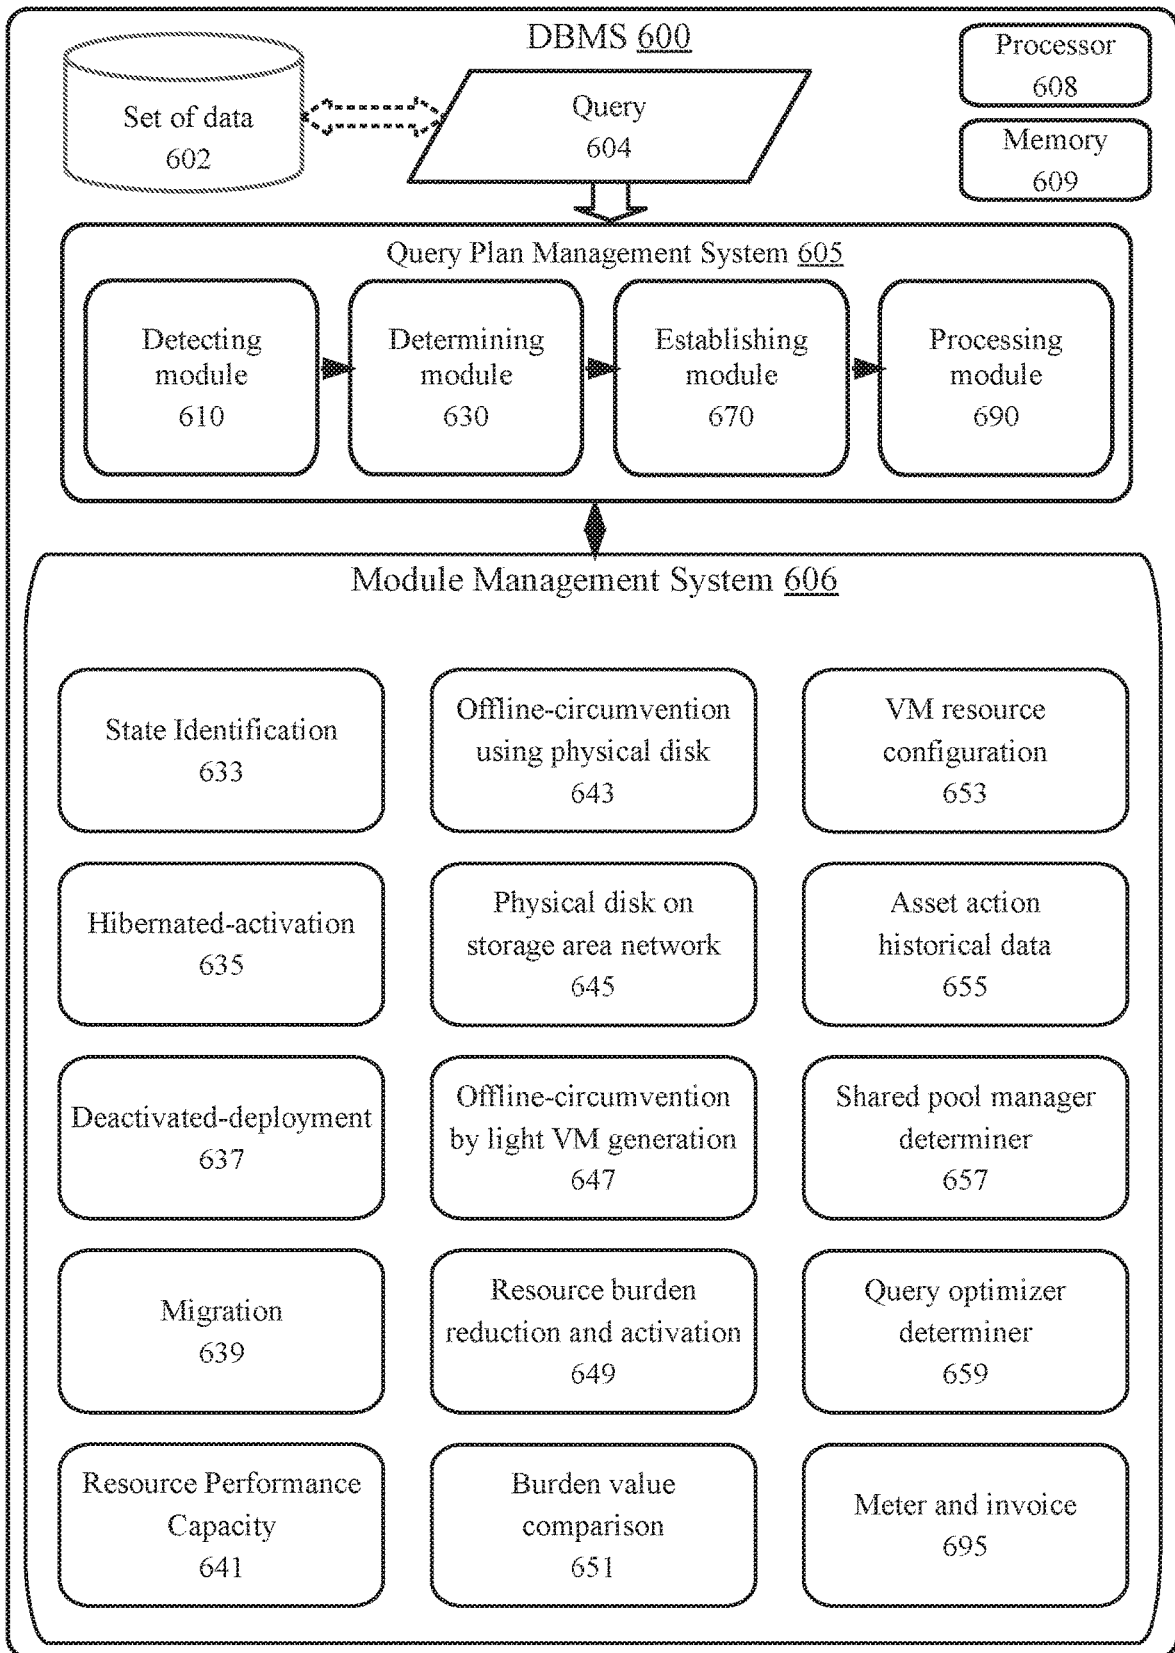 DBMS 600
Set of data
602
Query
604
Processor
608
Memory
609
Query Plan Management System 605
Detecting
module
610
Determining
module
630
Establishing
module
670
Processing
module
690
Module Management System 606
State Identification
633
Offline-circumvention
using physical disk
643
VM resource
configuration
653
Hibernated-activation
635
Physical disk on
storage area network
645
Asset action
historical data
655
Deactivated-deployment
637
Offline-circumvention
by light VM generation
647
Shared pool manager
determiner
657
Migration
639
Resource burden
reduction and activation
649
Query optimizer
determiner
659
Resource Performance
Capacity
641
Burden value
comparison
651
Meter and invoice
695